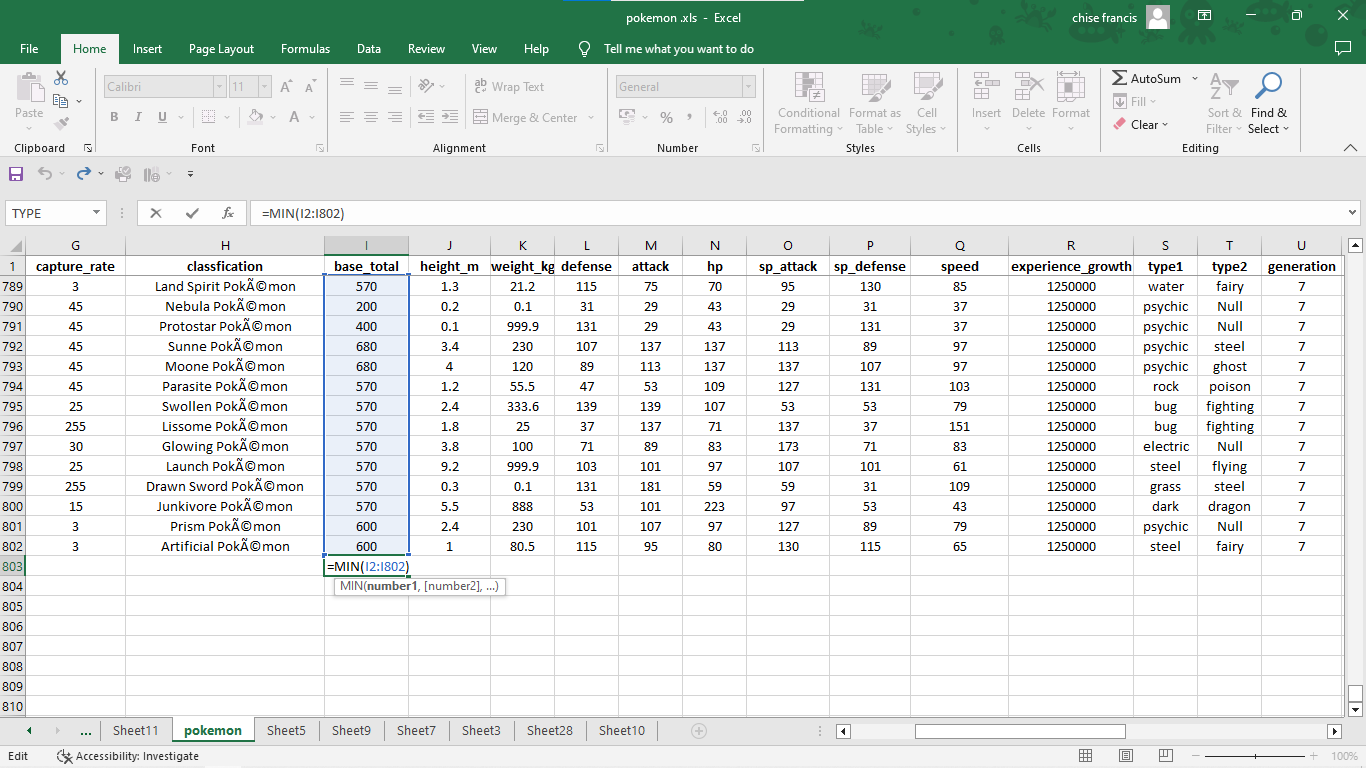 pokemon .xls - Excel
chise francis
File Home Insert Page Layout Formulas Data Review View Help Tell me what you want to do
Paste
Clipboard
Calibri 11
B I U
Font
Wrap Text
Merge & Center
Alignment
General
Number
Conditional Formatting
Format as Table
Cell Styles
Styles
Insert Delete Format
Cells
AutoSum
Fill
Clear
Sort & Filter
Find & Select
Editing
TYPE =MIN(I2:I802)
G H I J K L M N O P Q R S T U
1 capture_rate classfication base_total height_m weight_kg defense attack hp sp_attack sp_defense speed experience_growth type1 type2 generation
789 3 Land Spirit PokÃ©mon 570 1.3 21.2 115 75 70 95 130 85 1250000 water fairy 7
790 45 Nebula PokÃ©mon 200 0.2 0.1 31 29 43 29 31 37 1250000 psychic Null 7
791 45 Protostar PokÃ©mon 400 0.1 999.9 131 29 43 29 131 37 1250000 psychic Null 7
792 45 Sunne PokÃ©mon 680 3.4 230 107 137 137 113 89 97 1250000 psychic steel 7
793 45 Moone PokÃ©mon 680 4 120 89 113 137 137 107 97 1250000 psychic ghost 7
794 45 Parasite PokÃ©mon 570 1.2 55.5 47 53 109 127 131 103 1250000 rock poison 7
795 25 Swollen PokÃ©mon 570 2.4 333.6 139 139 107 53 53 79 1250000 bug fighting 7
796 255 Lissome PokÃ©mon 570 1.8 25 37 137 71 137 37 151 1250000 bug fighting 7
797 30 Glowing PokÃ©mon 570 3.8 100 71 89 83 173 71 83 1250000 electric Null 7
798 25 Launch PokÃ©mon 570 9.2 999.9 103 101 97 107 101 61 1250000 steel flying 7
799 255 Drawn Sword PokÃ©mon 570 0.3 0.1 131 181 59 59 31 109 1250000 grass steel 7
800 15 Junkivore PokÃ©mon 570 5.5 888 53 101 223 97 53 43 1250000 dark dragon 7
801 3 Prism PokÃ©mon 600 2.4 230 101 107 97 127 89 79 1250000 psychic Null 7
802 3 Artificial PokÃ©mon 600 1 80.5 115 95 80 130 115 65 1250000 steel fairy 7
803 =MIN(I2:I802)
804 MIN(number1, [number2], ...)
805
806
807
808
809
810
... Sheet11 pokemon Sheet5 Sheet9 Sheet7 Sheet3 Sheet28 Sheet10
Edit Accessibility: Investigate 100%